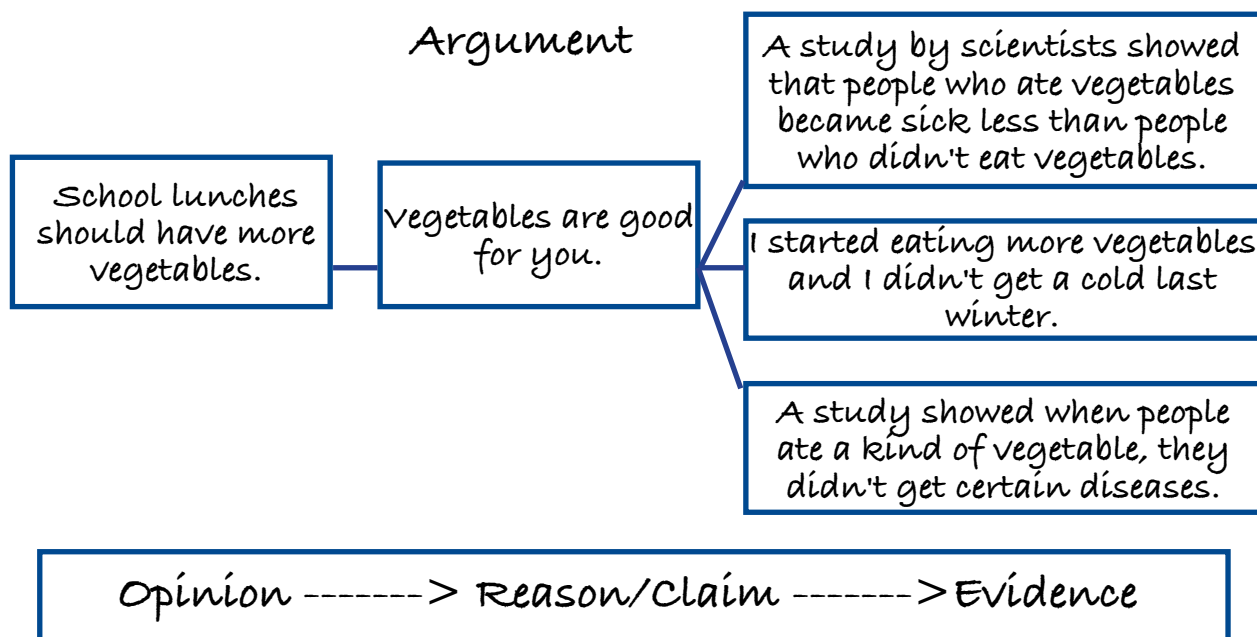 Argument
School lunches
should have more
vegetables.
Vegetables are good
for you.
A study by scientists showed
that people who ate vegetables
became sick less than people
who didn't eat vegetables.
I started eating more vegetables
and I didn't get a cold last
winter.
A study showed when people
ate a kind of vegetable, they
didn't get certain diseases.
Opinion -------> Reason/Claim ------->Evidence